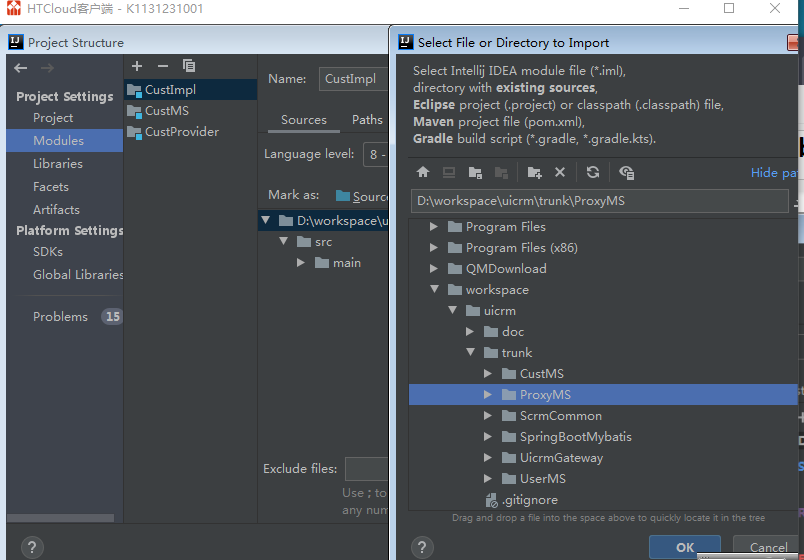 HTCloud客户端 - K1131231001
Project Structure
Project Settings
Project
Modules
Libraries
Facets
Artifacts
Platform Settings
SDKs
Global Libraries
Problems 15
CustImpl
CustMS
CustProvider
Name: CustImpl
Sources Paths
Language level: 8 -
Mark as: Source
D:\workspace\u
src
main
Exclude files:
Use ; to
any num
?
Select File or Directory to Import
Select Intellij IDEA module file (*.iml),
directory with existing sources,
Eclipse project (.project) or classpath (.classpath) file,
Maven project file (pom.xml),
Gradle build script (*.gradle, *.gradle.kts).
Hide pa
D:\workspace\uicrm\trunk\ProxyMS
Program Files
Program Files (x86)
QMDownload
workspace
uicrm
doc
trunk
CustMS
ProxyMS
ScrmCommon
SpringBootMybatis
UicrmGateway
UserMS
.gitignore
Drag and drop a file into the space above to quickly locate it in the tree
? OK Cancel